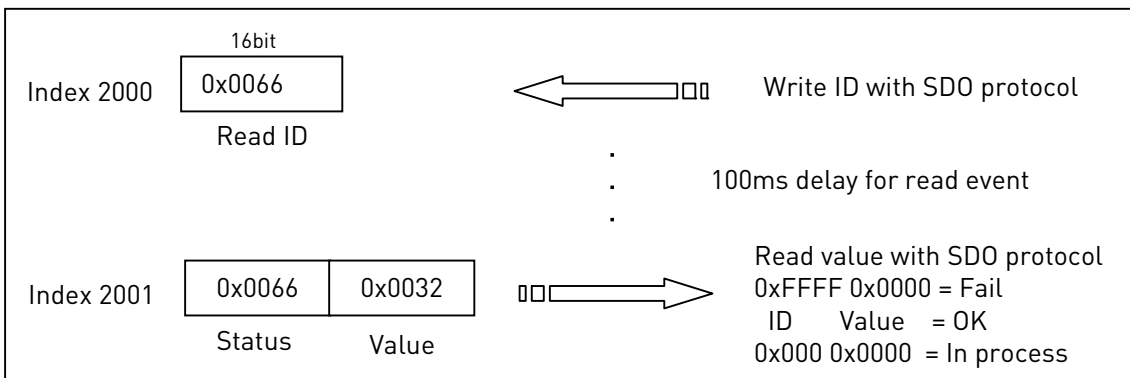 16bit
Index 2000 0x0066 Write ID with SDO protocol
Read ID
100ms delay for read event
Read value with SDO protocol
0xFFFF 0x0000 = Fail
Index 2001 0x0066 0x0032
ID Value = OK
Status Value
0x000 0x0000 = In process